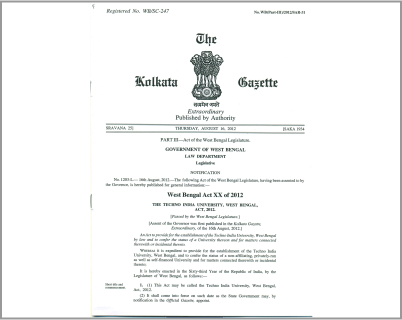 Registered No. WB/SC-247
No. WB(Part-III)/2012/SAR-31
The
Kolkata Gazette
सत्यमेव जयते
Extraordinary
Published by Authority
SRAVANA 25] THURSDAY, AUGUST 16, 2012 [SAKA 1934
PART III—Act of the West Bengal Legislature.
GOVERNMENT OF WEST BENGAL
LAW DEPARTMENT
Legislative
NOTIFICATION
16th August, 2012.—The following Act of the West Bengal Legislature, having been assented to by
the Governor, is hereby published for general information:—
West Bengal Act XX of 2012
THE TECHNO INDIA UNIVERSITY, WEST BENGAL,
ACT, 2012.
[Passed by the West Bengal Legislature.]
[Assent of the Governor was first published in the Kolkata Gazette,
Extraordinary, of the 16th August, 2012.]
An Act to provide for the establishment of the Techno India University, West Bengal
by law and to confer the status of a University thereon and for matters connected
therewith or incidental thereto.
WHEREAS it is expedient to provide for the establishment of the Techno India
University, West Bengal, and to confer the status of a non-affiliating, privately-run
as well as self-financed University and for matters connected therewith or incidental
thereto;
It is hereby enacted in the Sixty-third Year of the Republic of India, by the
Legislature of West Bengal, as follows:—
Short title and
commencement.
1. (1) This Act may be called the Techno India University, West Bengal,
Act, 2012.
(2) It shall come into force on such date as the State Government may, by
notification in the Official Gazette, appoint.